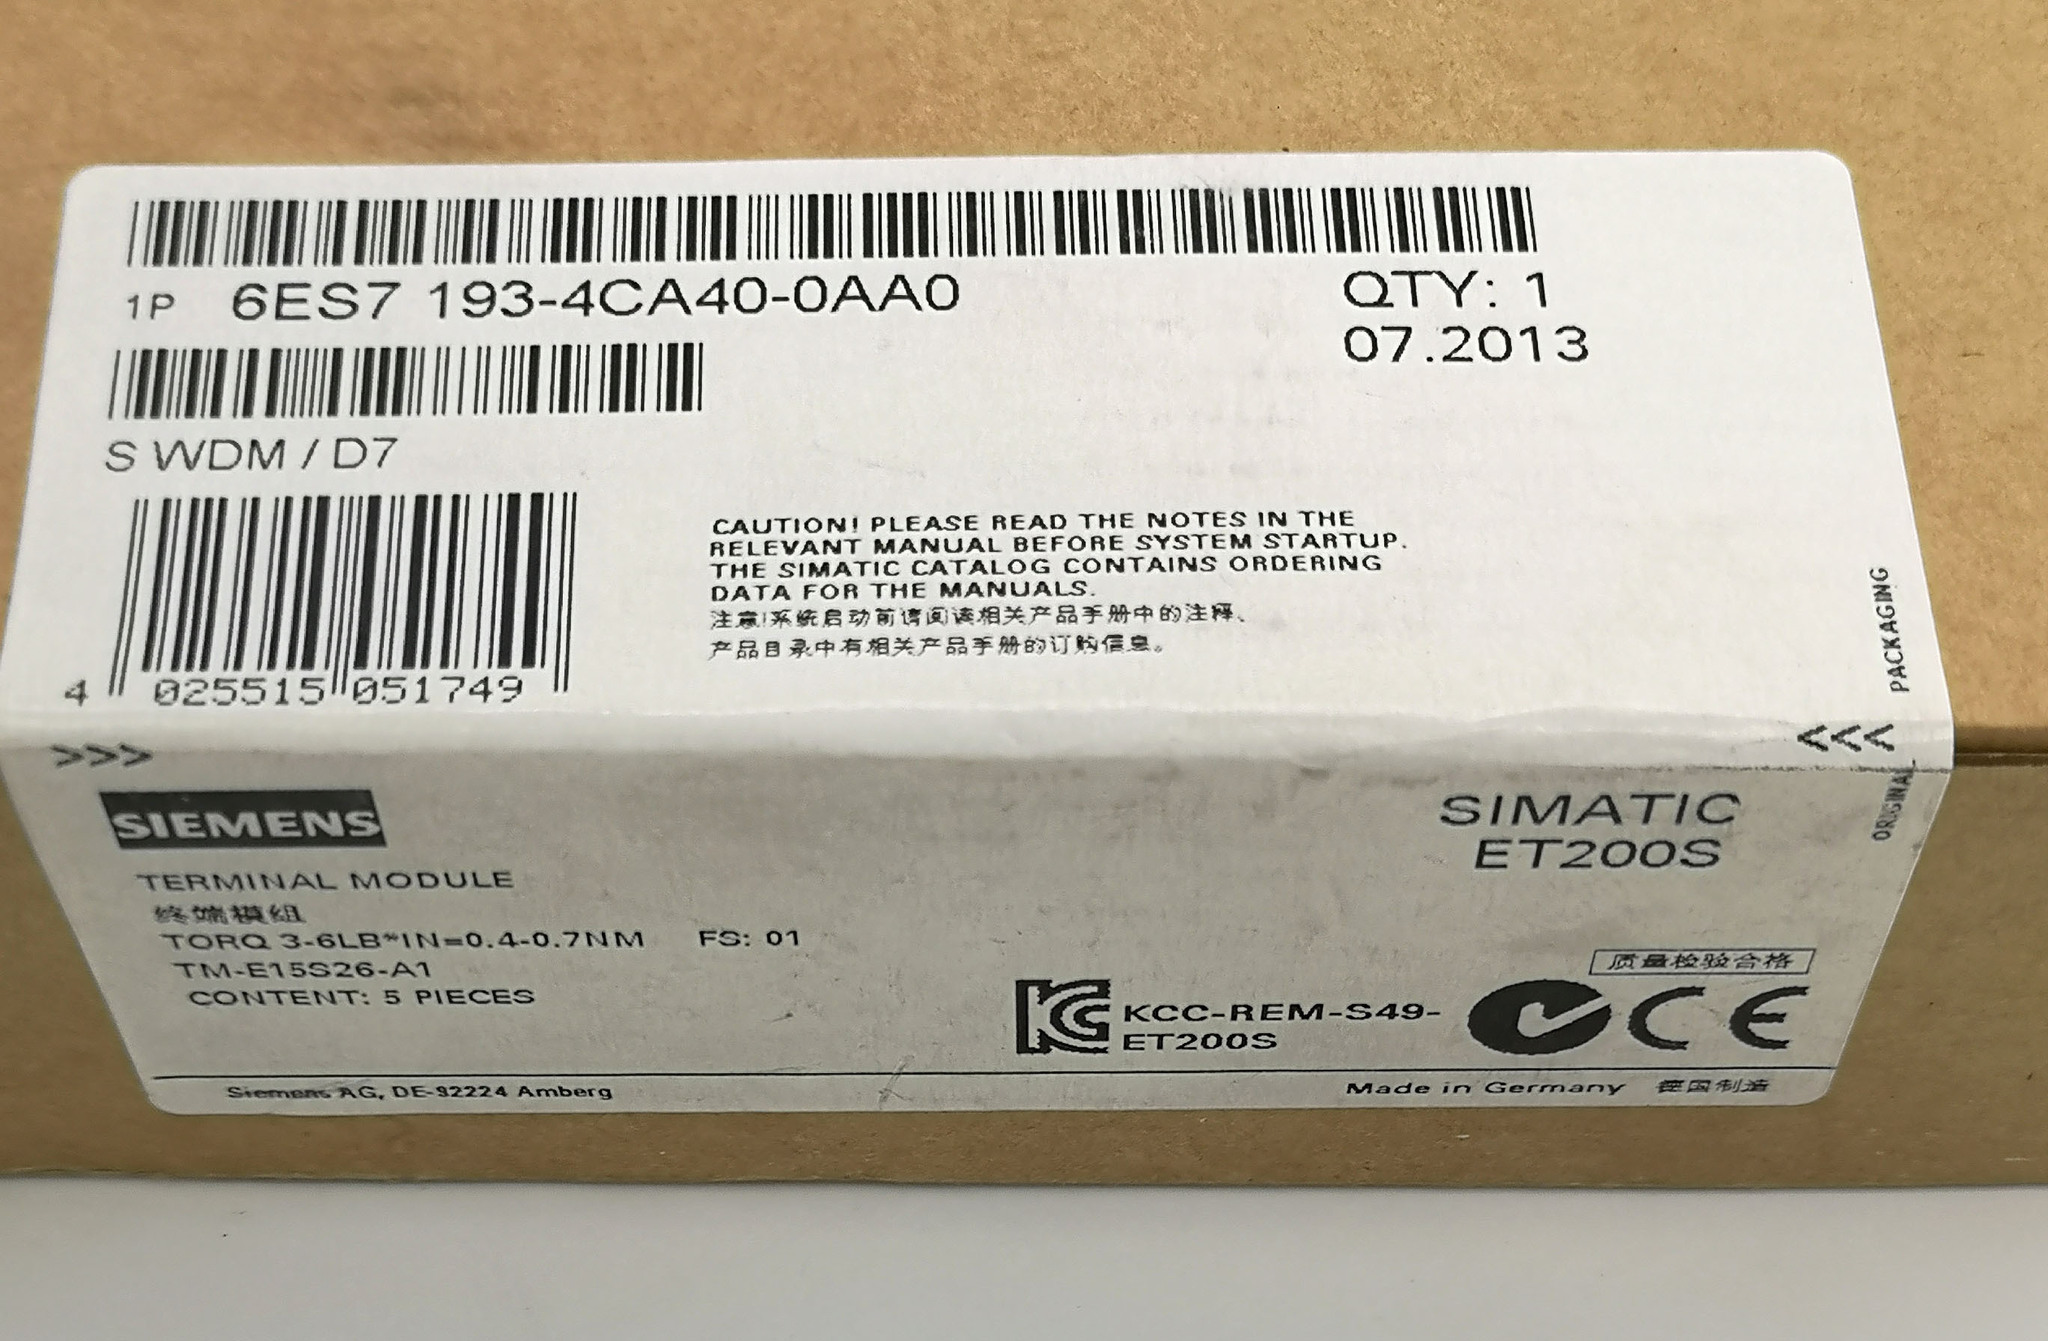 1P 6ES7 193-4CA40-0AA0
QTY: 1
07.2013
S WDM / D7
4 025515 051749
CAUTION! PLEASE READ THE NOTES IN THE
RELEVANT MANUAL BEFORE SYSTEM STARTUP.
THE SIMATIC CATALOG CONTAINS ORDERING
DATA FOR THE MANUALS.
注意!系统启动前请阅读相关产品手册中的注释、
产品目录中有相关产品手册的订购信息。
ORIGINAL PACKAGING
>>>
<<<
SIEMENS
SIMATIC
ET200S
TERMINAL MODULE
终端模组
TORQ 3-6LB*IN=0.4-0.7NM FS: 01
TM-E15S26-A1
CONTENT: 5 PIECES
质量检验合格
KCC-REM-S49-
ET200S
CE
Siemens AG, DE-92224 Amberg
Made in Germany 德国制造